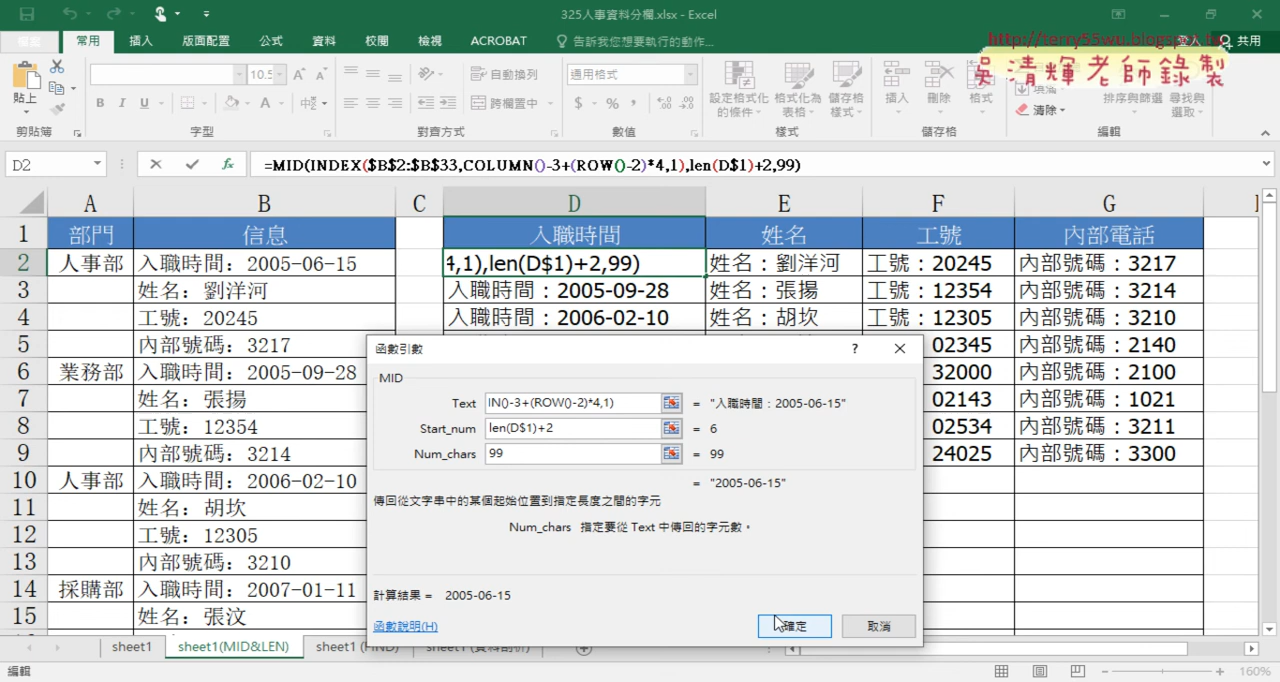 325人事資料分欄.xlsx - Excel
常用 插入 版面配置 公式 資料 校閱 檢視 ACROBAT 告訴我您想要執行的動作... 登入 共用
http://terry55wu.blogspot.tw
吳清輝老師錄製
貼上 10.5 自動換列 通用格式 設定格式化的條件 格式化為表格 儲存格樣式 插入 刪除 格式 排序與篩選 尋找與選取
B I U 跨欄置中 $ % 清除
剪貼簿 字型 對齊方式 數值 樣式 儲存格 編輯
D2 =MID(INDEX($B$2:$B$33,COLUMN()-3+(ROW()-2)*4,1),len(D$1)+2,99)
A B C D E F G
1 部門 信息 入職時間 姓名 工號 內部電話
2 人事部 入職時間：2005-06-15 4,1),len(D$1)+2,99) 姓名：劉洋河 工號：20245 內部號碼：3217
3 姓名：劉洋河 入職時間：2005-09-28 姓名：張揚 工號：12354 內部號碼：3214
4 工號：20245 入職時間：2006-02-10 姓名：胡坎 工號：12305 內部號碼：3210
5 內部號碼：3217 02345 內部號碼：2140
6 業務部 入職時間：2005-09-28 32000 內部號碼：2100
7 姓名：張揚 02143 內部號碼：1021
8 工號：12354 02534 內部號碼：3211
9 內部號碼：3214 24025 內部號碼：3300
10 人事部 入職時間：2006-02-10
11 姓名：胡坎
12 工號：12305
13 內部號碼：3210
14 採購部 入職時間：2007-01-11
15 姓名：張汶
函數引數 ?
MID
Text IN()-3+(ROW()-2)*4,1) = "入職時間：2005-06-15"
Start_num len(D$1)+2 = 6
Num_chars 99 = 99
= "2005-06-15"
傳回從文字串中的某個起始位置到指定長度之間的字元
Num_chars 指定要從 Text 中傳回的字元數。
計算結果 = 2005-06-15
函數說明(H) 確定 取消
sheet1 sheet1(MID&LEN) sheet1 (FIND) sheet1 (資料剖析)
編輯 160%